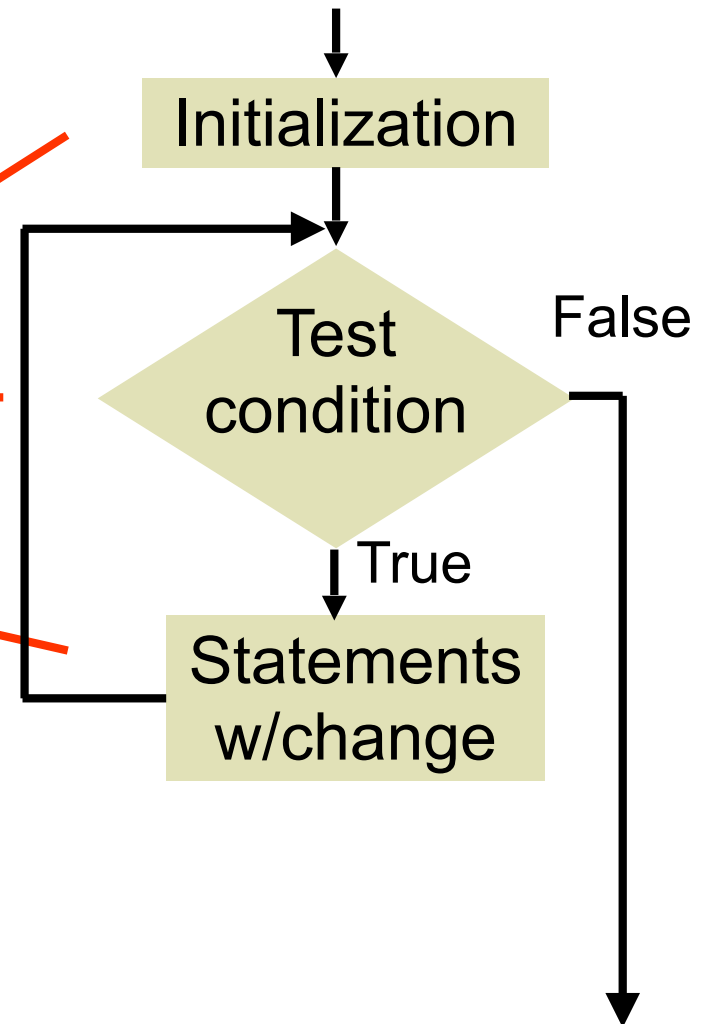 Initialization
Test
condition
False
True
Statements
w/change